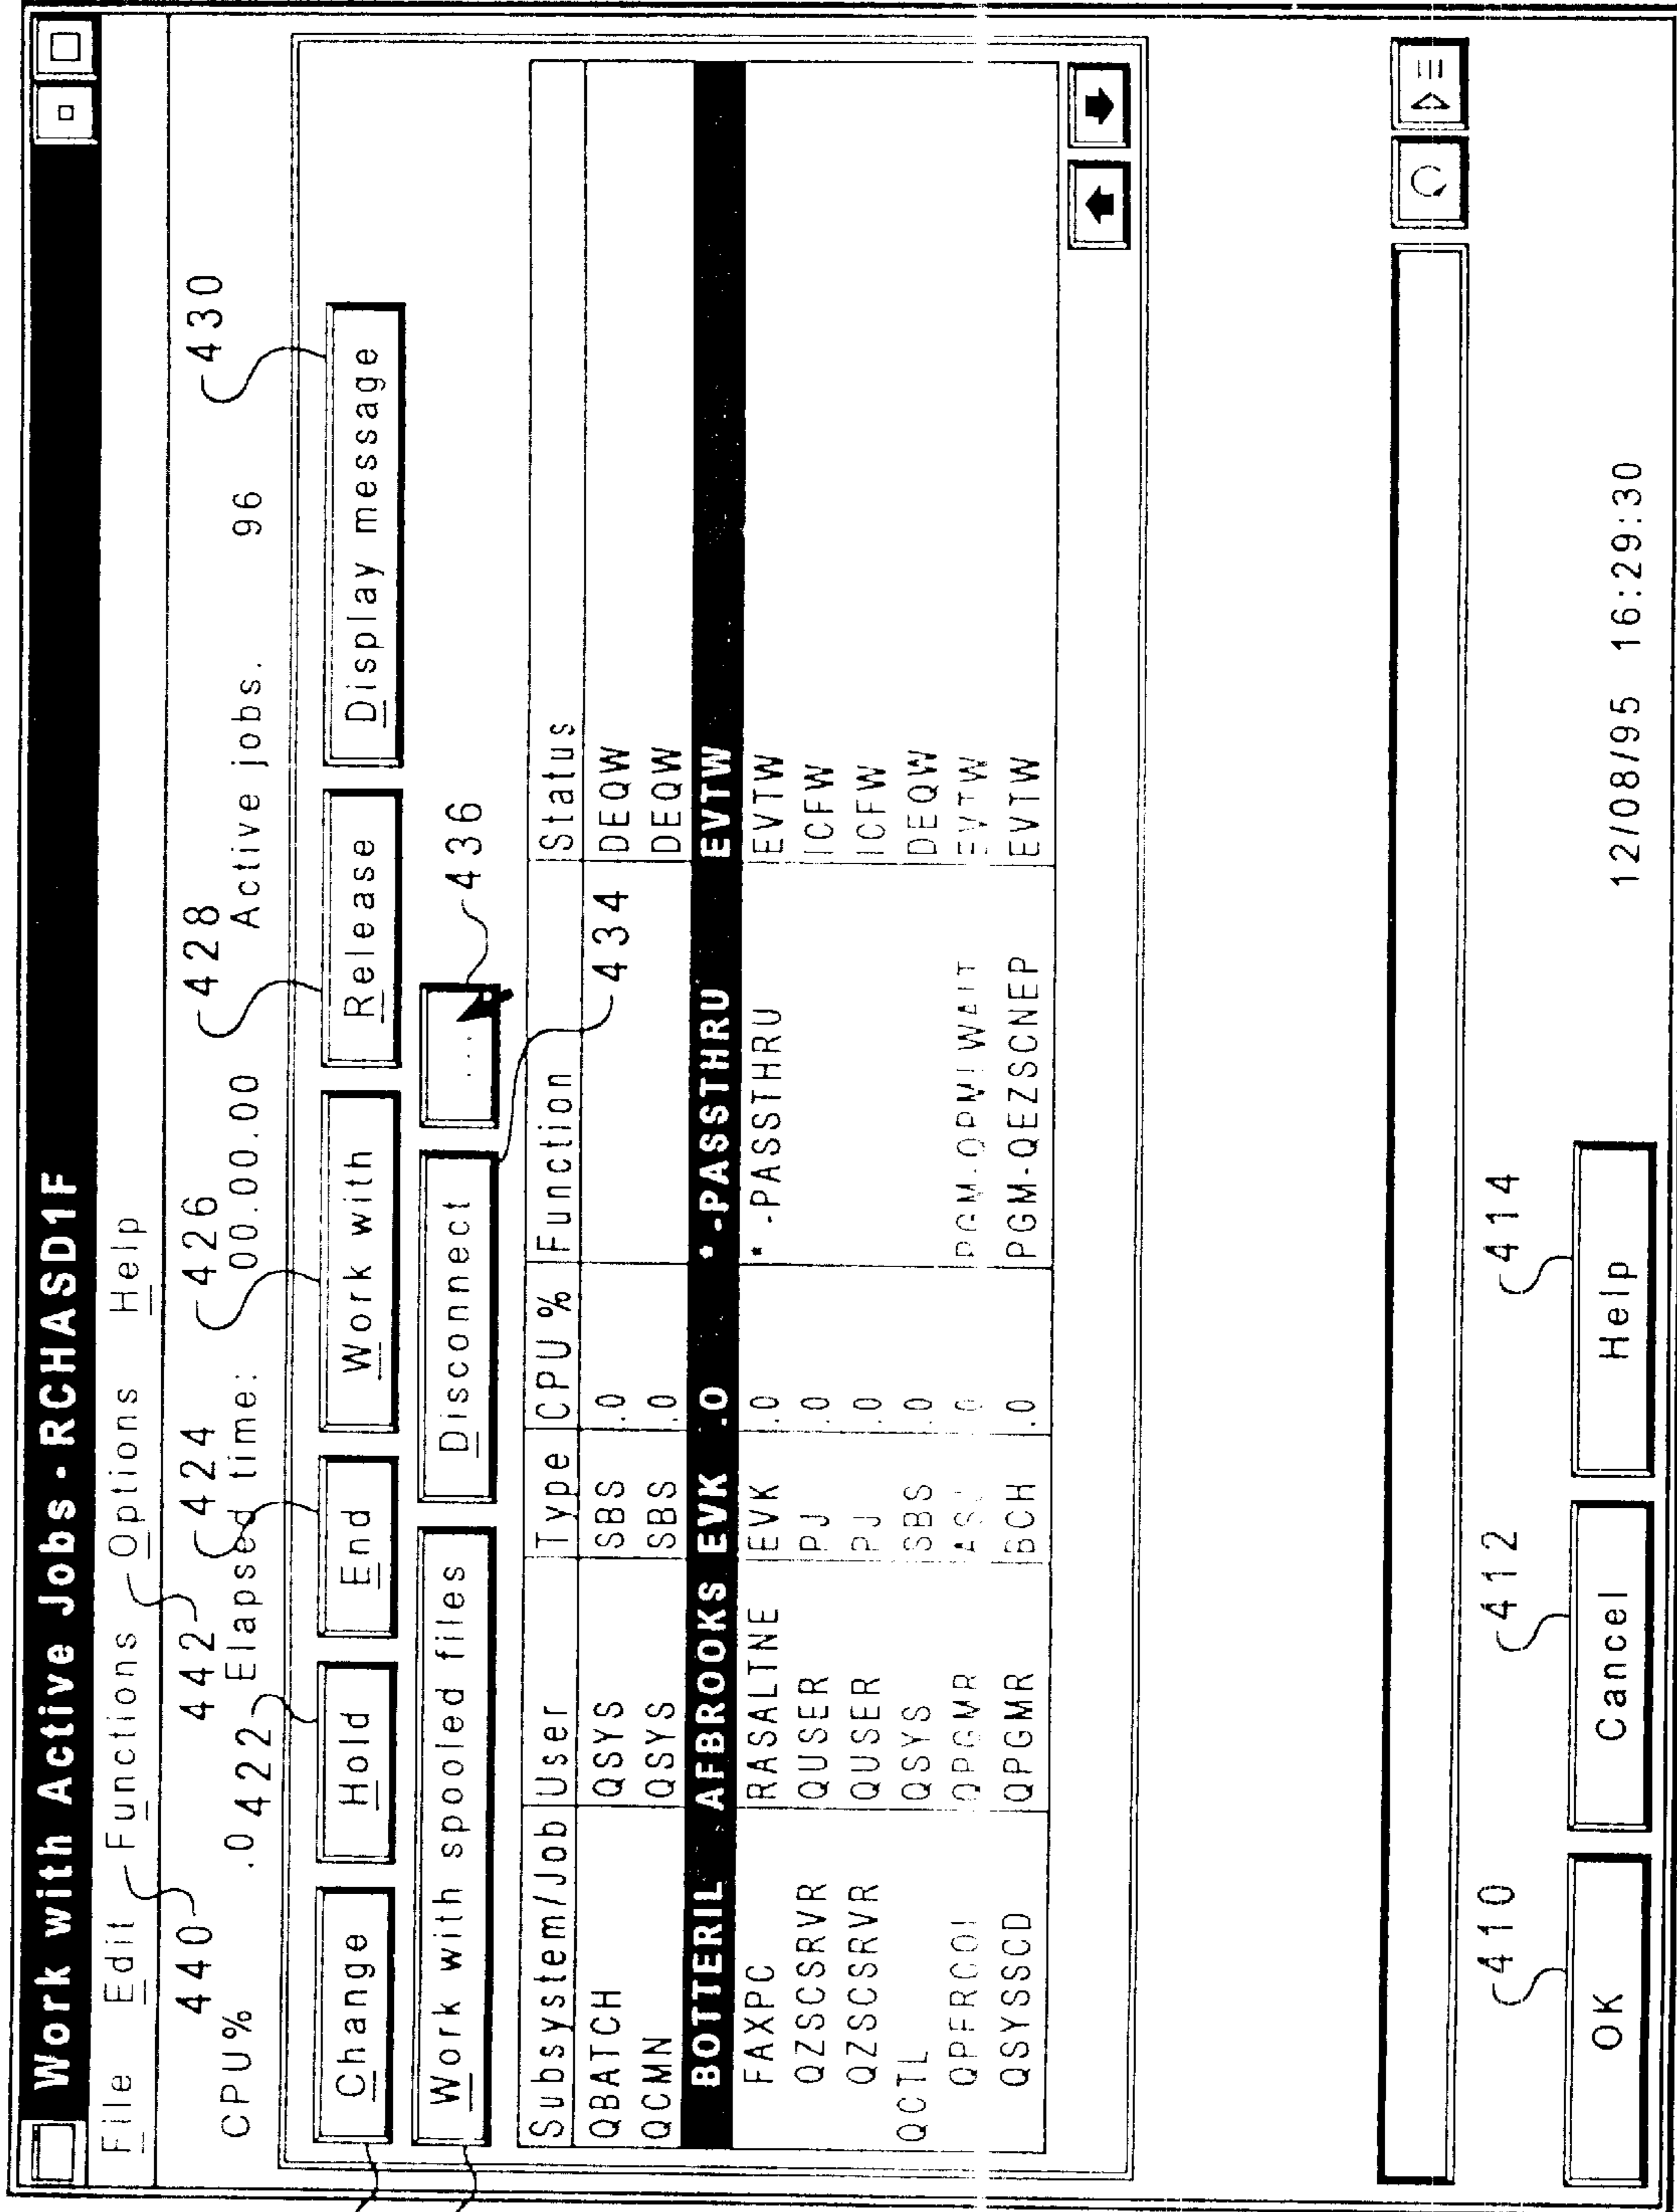 Work with Active Jobs - RCHASD1F
File Edit Functions Options Help
440 442 424 426 428 430
CPU% .0 Elapsed time: 00.00.00 Active jobs. 96
422
Change Hold End Work with Release Display message
Work with spooled files Disconnect ... 436
434
Subsystem/Job User Type CPU% Function Status
QBATCH QSYS SBS .0 DEQW
QCMN QSYS SBS .0 DEQW
BOTTERIL AFBROOKS EVK .0 *-PASSTHRU EVTW
FAXPC RASALTNE EVK .0 *-PASSTHRU EVTW
QZSCSRVR QUSER PJ .0 ICFW
QZSCSRVR QUSER PJ .0 ICFW
QCTL QSYS SBS .0 DEQW
QPGMR .0 EVTW
QSYSSCD QPGMR BCH .0 PGM-QEZSCNEP EVTW
410 412 414
OK Cancel Help
12/08/95 16:29:30